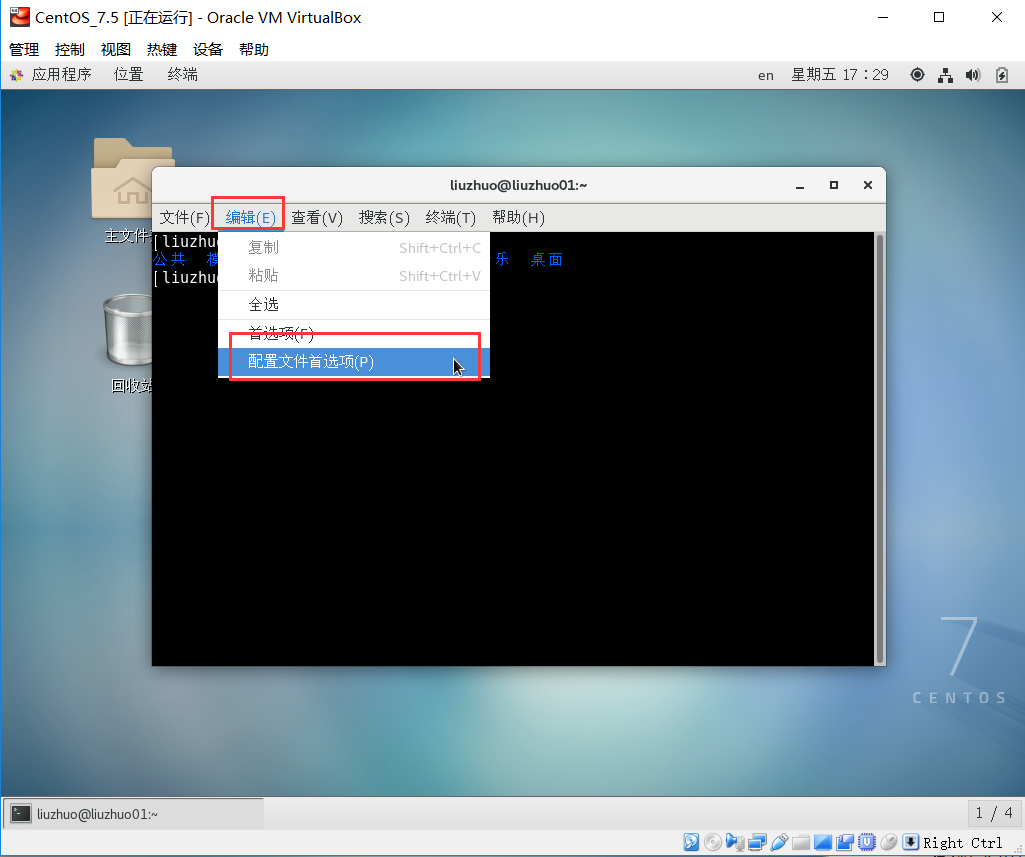 CentOS_7.5 [正在运行] - Oracle VM VirtualBox
管理 控制 视图 热键 设备 帮助
应用程序 位置 终端 en 星期五 17：29
liuzhuo@liuzhuo01:~
文件(F) 编辑(E) 查看(V) 搜索(S) 终端(T) 帮助(H)
主文件
[liuzhu
公共 乐 桌面
[liuzhu
复制 Shift+Ctrl+C
粘贴 Shift+Ctrl+V
全选
首选项(F)
配置文件首选项(P)
回收站
7
CENTOS
liuzhuo@liuzhuo01:~ 1 / 4
Right Ctrl